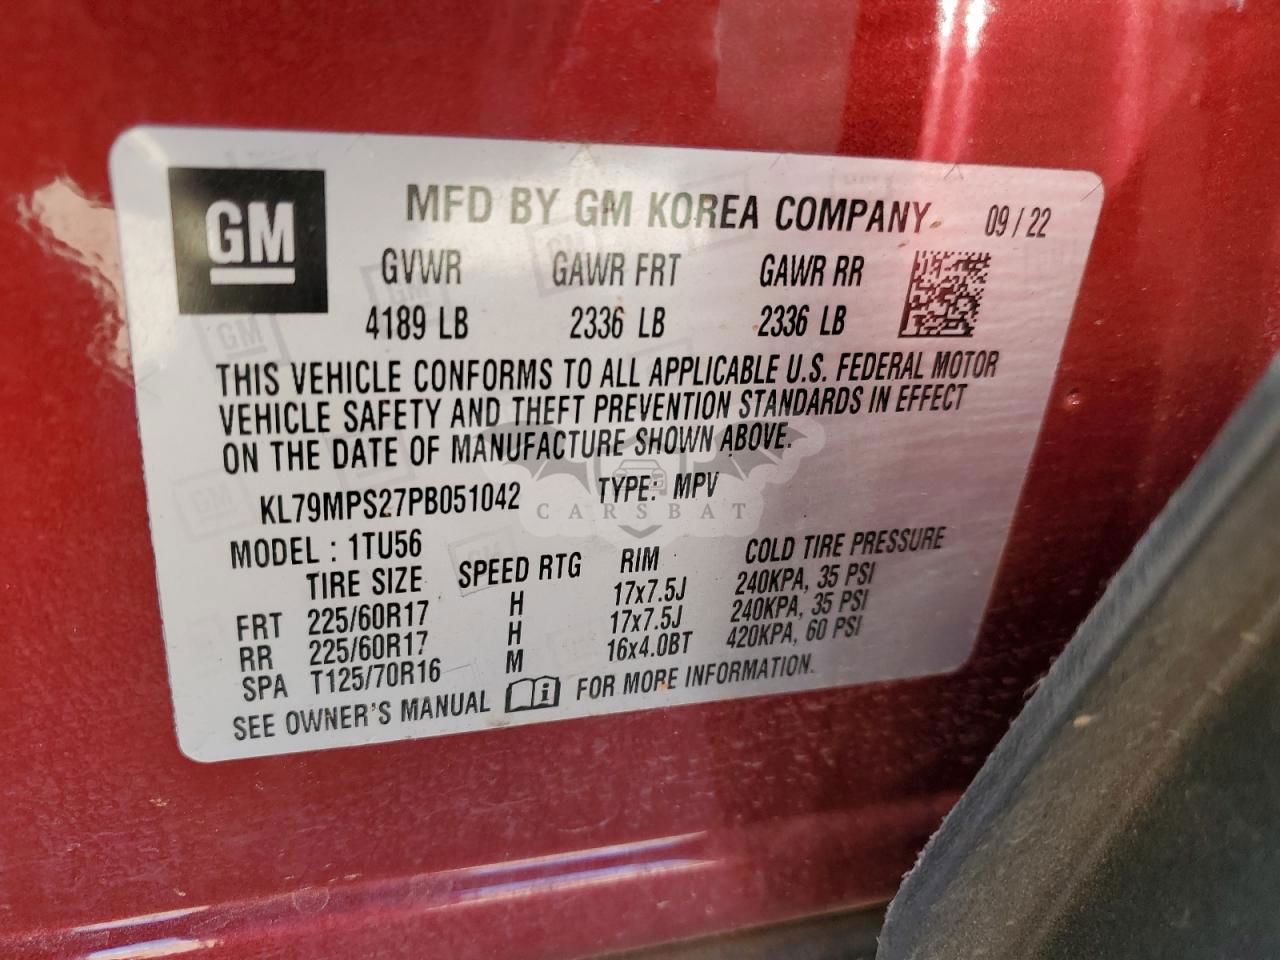 GM
MFD BY GM KOREA COMPANY 09/22
GVWR GAWR FRT GAWR RR
4189 LB 2336 LB 2336 LB
THIS VEHICLE CONFORMS TO ALL APPLICABLE U.S. FEDERAL MOTOR
VEHICLE SAFETY AND THEFT PREVENTION STANDARDS IN EFFECT
ON THE DATE OF MANUFACTURE SHOWN ABOVE.
KL79MPS27PB051042 TYPE: MPV
CARSBAT
MODEL : 1TU56
TIRE SIZE SPEED RTG RIM COLD TIRE PRESSURE
FRT 225/60R17 H 17x7.5J 240KPA, 35 PSI
RR 225/60R17 H 17x7.5J 240KPA, 35 PSI
SPA T125/70R16 M 16x4.0BT 420KPA, 60 PSI
SEE OWNER'S MANUAL FOR MORE INFORMATION.